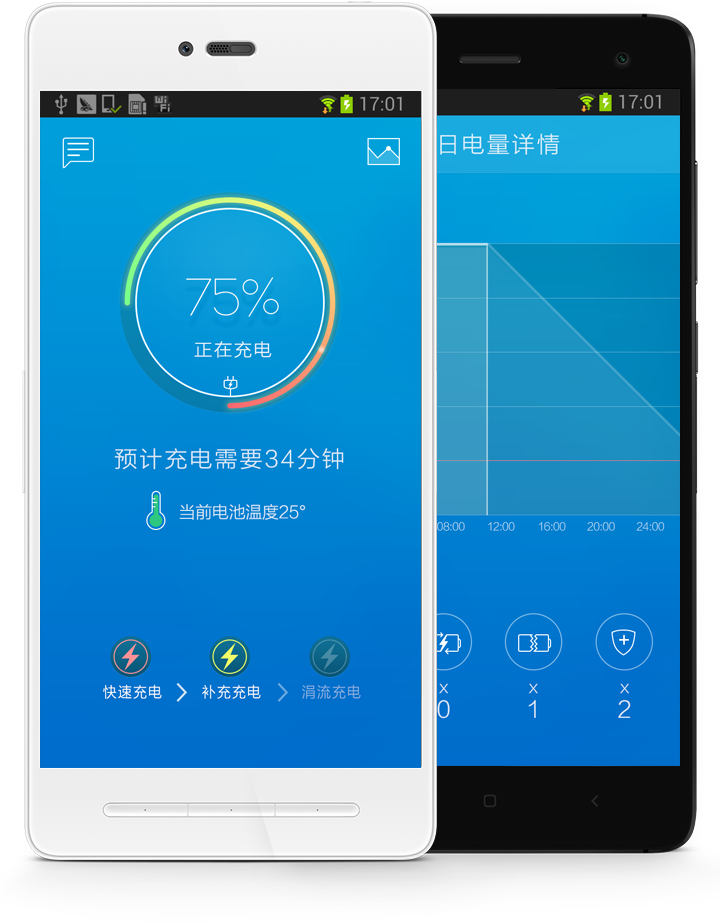 Wi
Fi
17:01
75%
正在充电
预计充电需要34分钟
当前电池温度25°
快速充电
补充充电
涓流充电
17:01
日电量详情
08:00 12:00 16:00 20:00 24:00
x x x
0 1 2